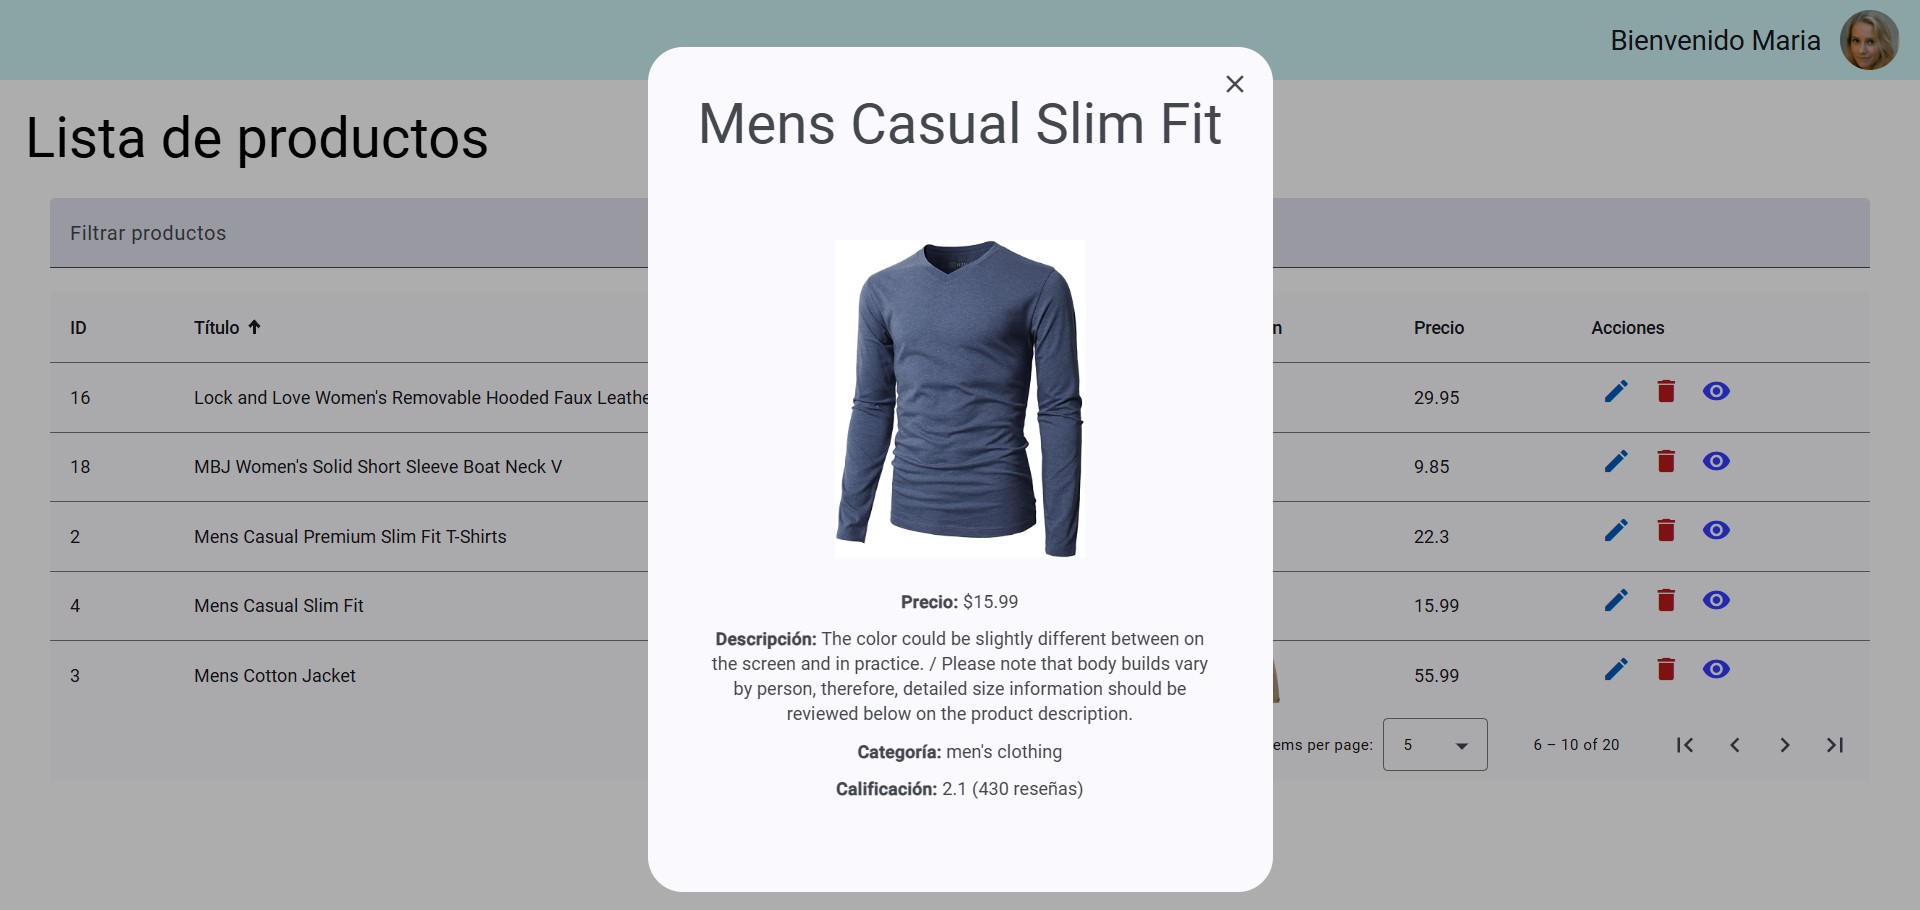 Bienvenido Maria
Lista de productos
Filtrar productos
ID Título Precio Acciones
16 Lock and Love Women's Removable Hooded Faux 29.95
18 MBJ Women's Solid Short Sleeve Boat Neck V 9.85
2 Mens Casual Premium Slim Fit T-Shirts 22.3
4 Mens Casual Slim Fit 15.99
3 Mens Cotton Jacket 55.99
per page: 5 6 – 10 of 20
Mens Casual Slim Fit
Precio: $15.99
Descripción: The color could be slightly different between on
the screen and in practice. / Please note that body builds vary
by person, therefore, detailed size information should be
reviewed below on the product description.
Categoría: men's clothing
Calificación: 2.1 (430 reseñas)